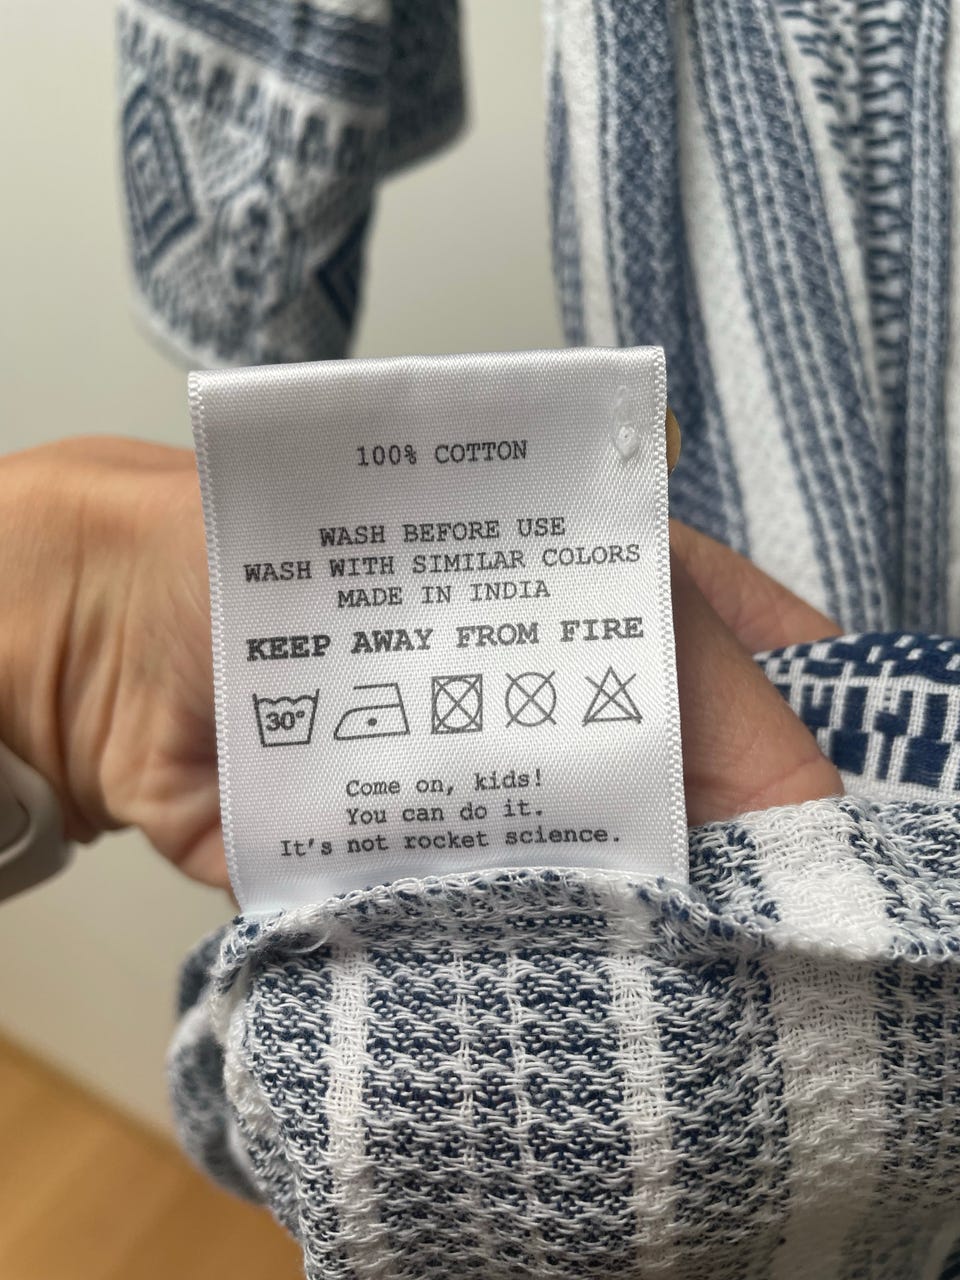 100% COTTON
WASH BEFORE USE
WASH WITH SIMILAR COLORS
MADE IN INDIA
KEEP AWAY FROM FIRE
30°
Come on, kids!
You can do it.
It's not rocket science.